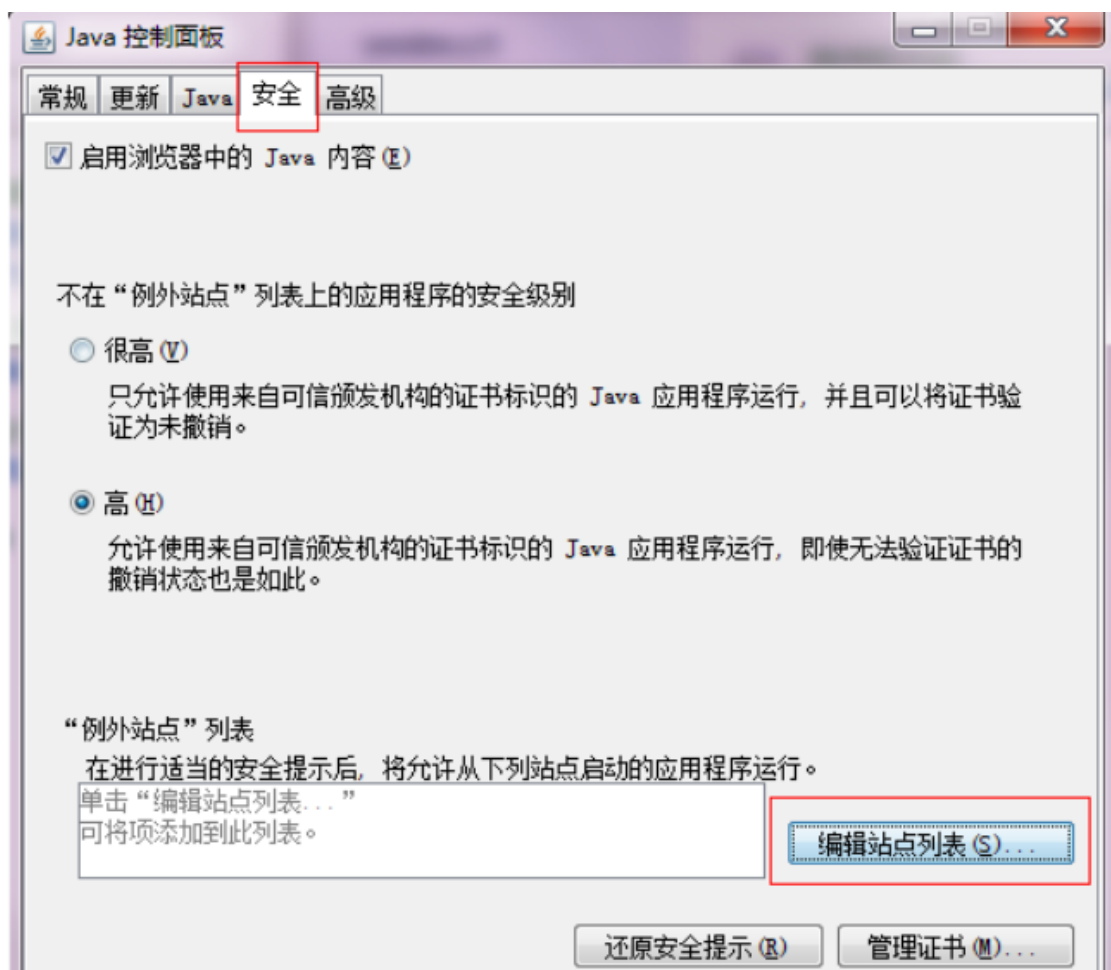 Java 控制面板
常规 更新 Java 安全 高级
启用浏览器中的 Java 内容(E)
不在“例外站点”列表上的应用程序的安全级别
很高(V)
只允许使用来自可信颁发机构的证书标识的 Java 应用程序运行, 并且可以将证书验
证为未撤销。
高(H)
允许使用来自可信颁发机构的证书标识的 Java 应用程序运行, 即使无法验证证书的
撤销状态也是如此。
“例外站点”列表
在进行适当的安全提示后, 将允许从下列站点启动的应用程序运行。
单击“编辑站点列表...”
可将项添加到此列表。
编辑站点列表(S)...
还原安全提示(R) 管理证书(M)...